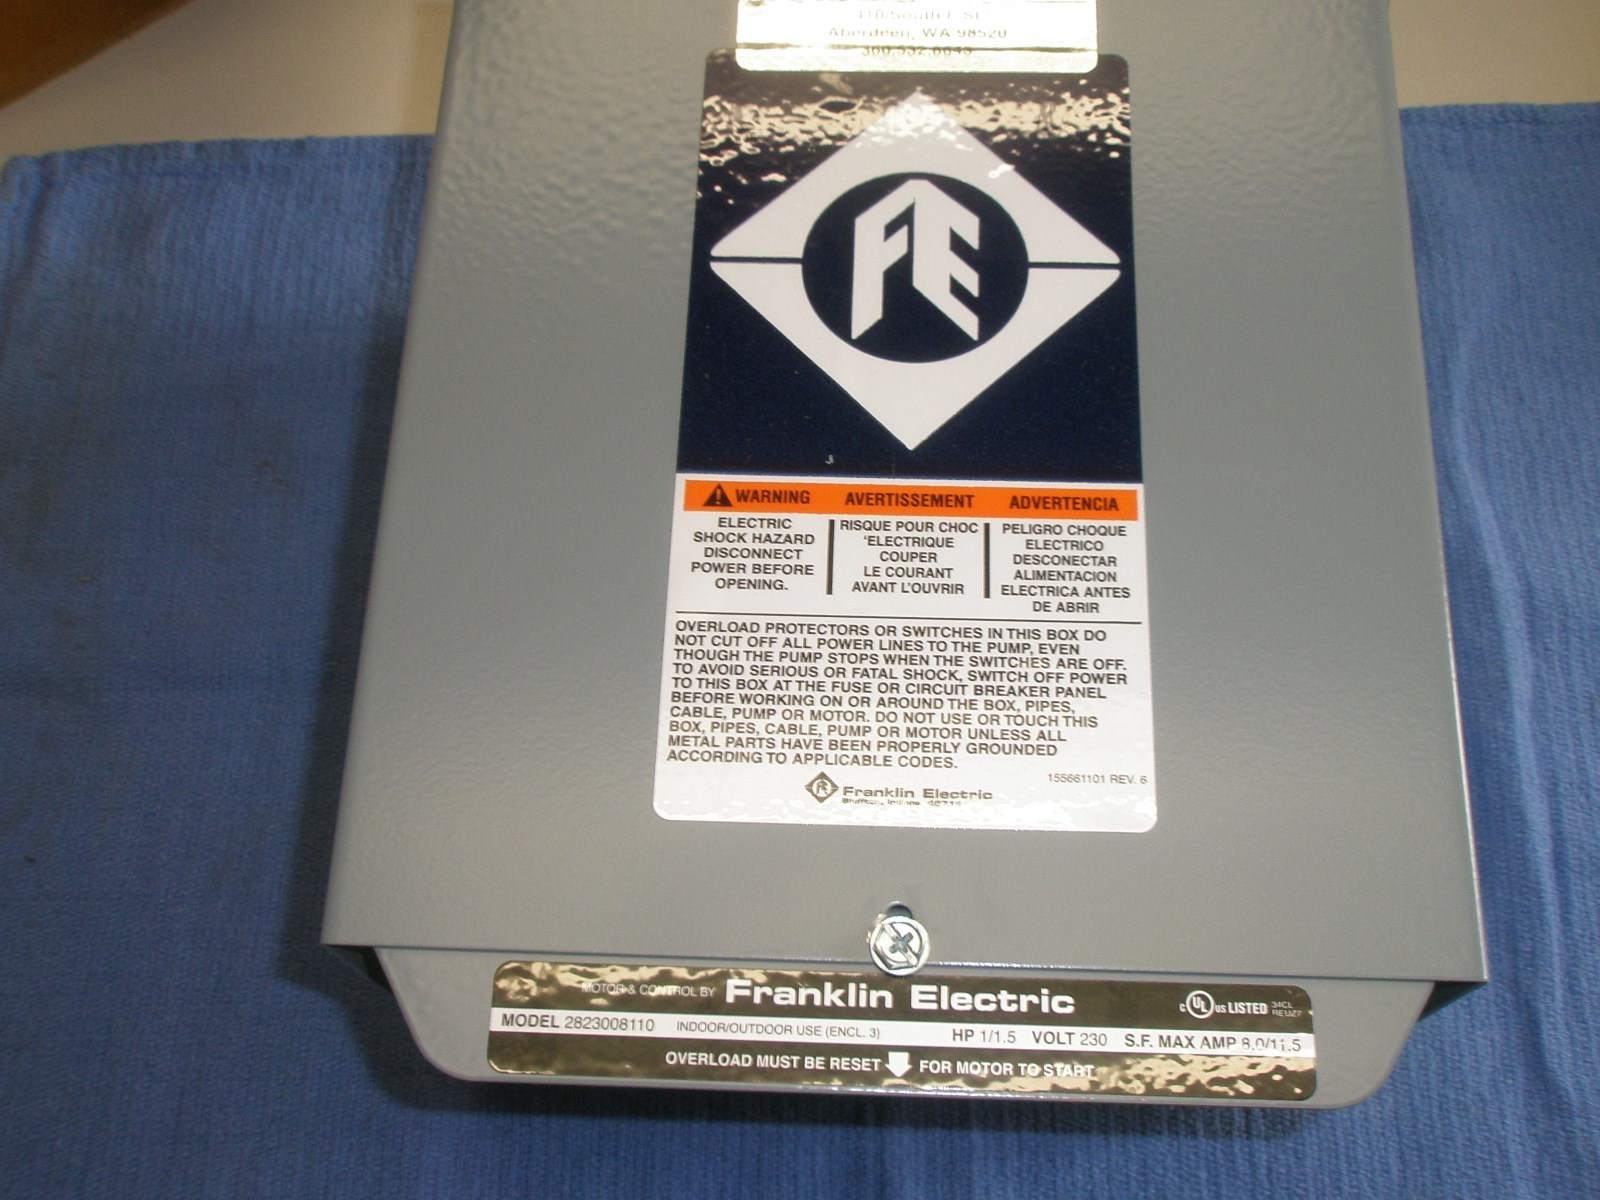 Aberdeen, WA 98520
FE
WARNING AVERTISSEMENT ADVERTENCIA
ELECTRIC
SHOCK HAZARD
DISCONNECT
POWER BEFORE
OPENING.
RISQUE POUR CHOC
'ELECTRIQUE
COUPER
LE COURANT
AVANT L'OUVRIR
PELIGRO CHOQUE
ELECTRICO
DESCONECTAR
ALIMENTACION
ELECTRICA ANTES
DE ABRIR
OVERLOAD PROTECTORS OR SWITCHES IN THIS BOX DO
NOT CUT OFF ALL POWER LINES TO THE PUMP, EVEN
THOUGH THE PUMP STOPS WHEN THE SWITCHES ARE OFF.
TO AVOID SERIOUS OR FATAL SHOCK, SWITCH OFF POWER
TO THIS BOX AT THE FUSE OR CIRCUIT BREAKER PANEL
BEFORE WORKING ON OR AROUND THE BOX, PIPES,
CABLE, PUMP OR MOTOR. DO NOT USE OR TOUCH THIS
BOX, PIPES, CABLE, PUMP OR MOTOR UNLESS ALL
METAL PARTS HAVE BEEN PROPERLY GROUNDED
ACCORDING TO APPLICABLE CODES.
155661101 REV. 6
FE Franklin Electric
Bluffton, Indiana 46714
MOTOR & CONTROL BY Franklin Electric
c UL us LISTED 34CL
MODEL 2823008110 INDOOR/OUTDOOR USE (ENCL. 3) HP 1/1.5 VOLT 230 S.F. MAX AMP 8.0/11.5
OVERLOAD MUST BE RESET FOR MOTOR TO START